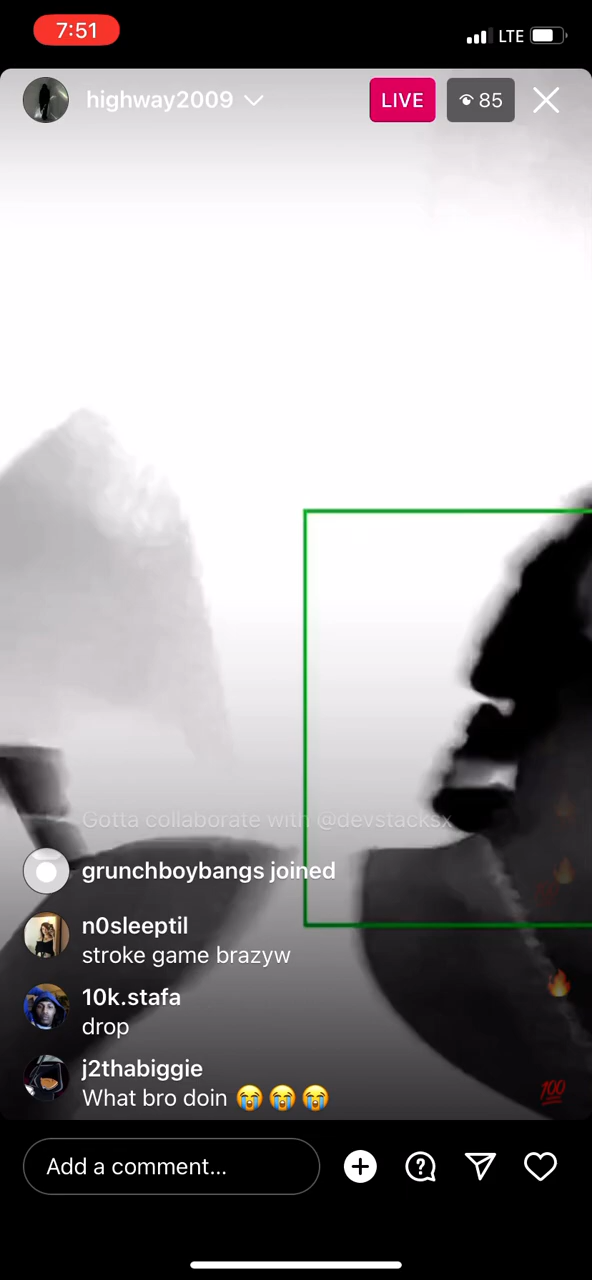 7:51
LTE
highway2009
LIVE
85
Gotta collaborate with @devstacksx
grunchboybangs joined
n0sleeptil
stroke game brazyw
10k.stafa
drop
j2thabiggie
What bro doin 😭😭😭
💯
Add a comment...